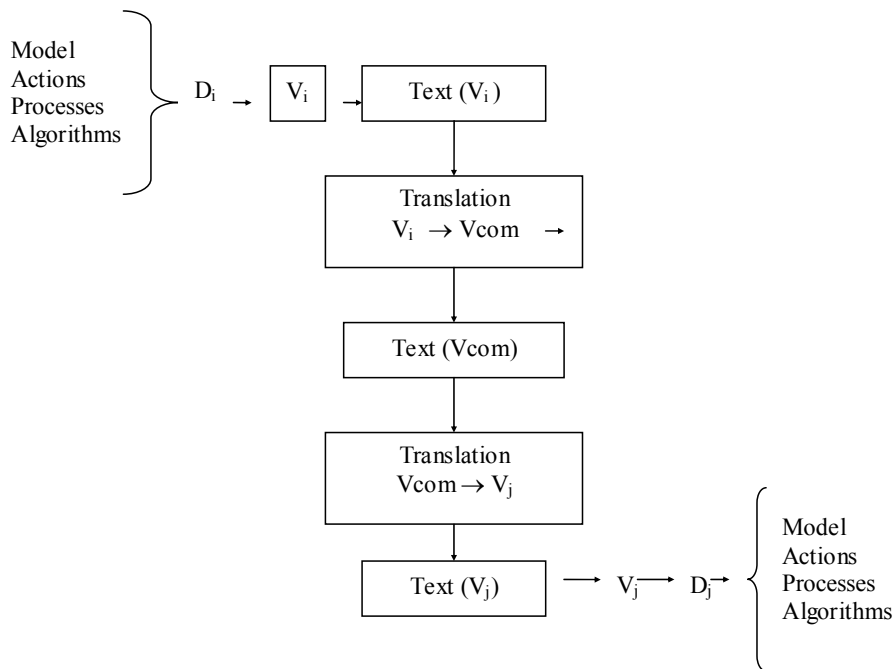 Model
Actions
Processes
Algorithms
Dᵢ → Vᵢ → Text (Vᵢ)
Translation
Vᵢ → Vcom →
Text (Vcom)
Translation
Vcom → Vⱼ
Text (Vⱼ) → Vⱼ → Dⱼ →
Model
Actions
Processes
Algorithms